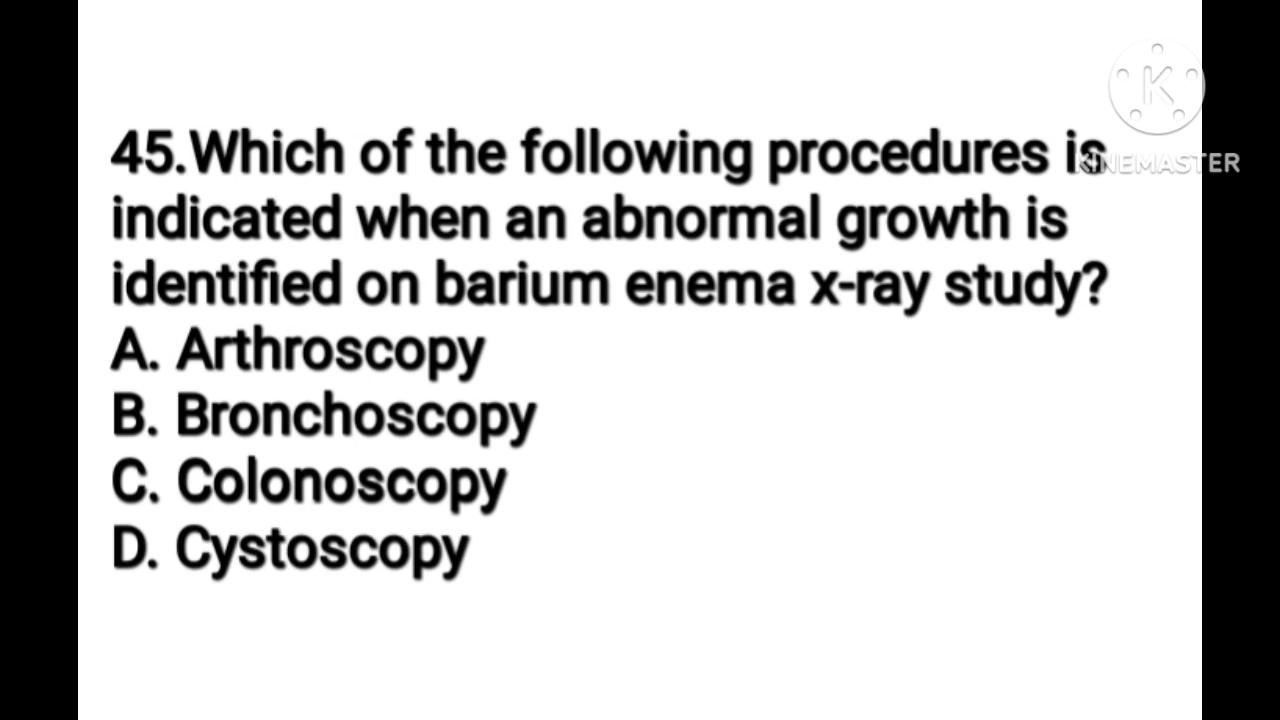 45.Which of the following procedures is
indicated when an abnormal growth is
identified on barium enema x-ray study?
A. Arthroscopy
B. Bronchoscopy
C. Colonoscopy
D. Cystoscopy
K
KINEMASTER